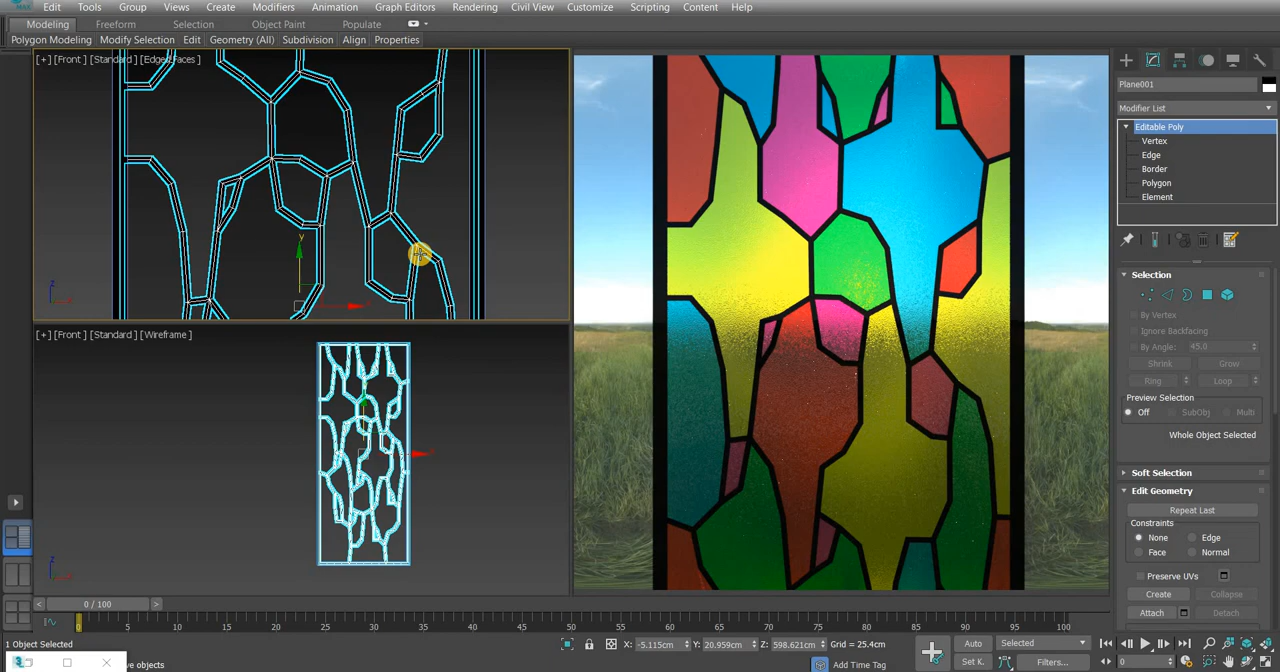 Edit Tools Group Views Create Modifiers Animation Graph Editors Rendering Civil View Customize Scripting Content Help
Modeling Freeform Selection Object Paint Populate
Polygon Modeling Modify Selection Edit Geometry (All) Subdivision Align Properties
[+] [Front] [Standard] [Edged Faces]
Plane001
Modifier List
Editable Poly
Vertex
Edge
Border
Polygon
Element
Y
z
[+] [Front] [Standard] [Wireframe]
z
Selection
By Vertex
Ignore Backfacing
By Angle: 45.0
Shrink Grow
Ring Loop
Preview Selection
Off SubObj Multi
Whole Object Selected
Soft Selection
Edit Geometry
Repeat Last
Constraints
None Edge
Face Normal
Preserve UVs
Create Collapse
Attach Detach
< 0 / 100 >
0 5 10 15 20 25 30 35 40 45 50 55 60 65 70 75 80 85 90 95 100
1 Object Selected X: -5.115cm Y: 20.959cm Z: 598.621cm Grid = 25.4cm Auto Selected
3 ve objects Add Time Tag Set K. Filters... 0